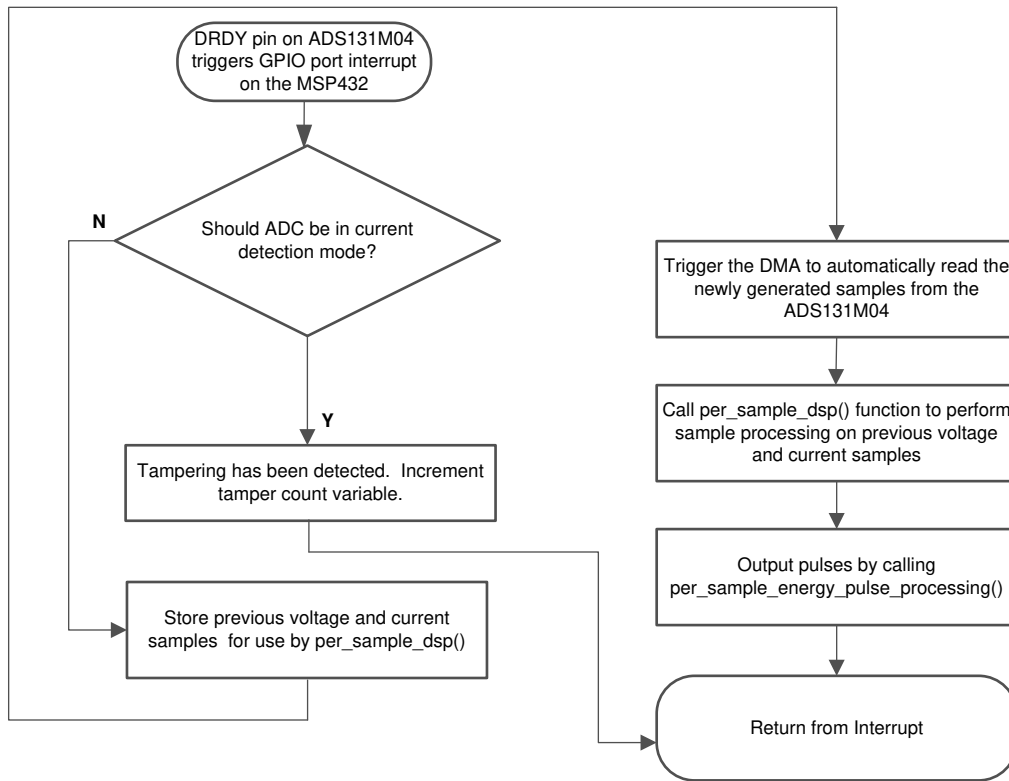 DRDY pin on ADS131M04
triggers GPIO port interrupt
on the MSP432
Should ADC be in current
detection mode?
N
Y
Tampering has been detected.  Increment
tamper count variable.
Store previous voltage and current
samples  for use by per_sample_dsp()
Trigger the DMA to automatically read the
newly generated samples from the
ADS131M04
Call per_sample_dsp() function to perform
sample processing on previous voltage
and current samples
Output pulses by calling
per_sample_energy_pulse_processing()
Return from Interrupt